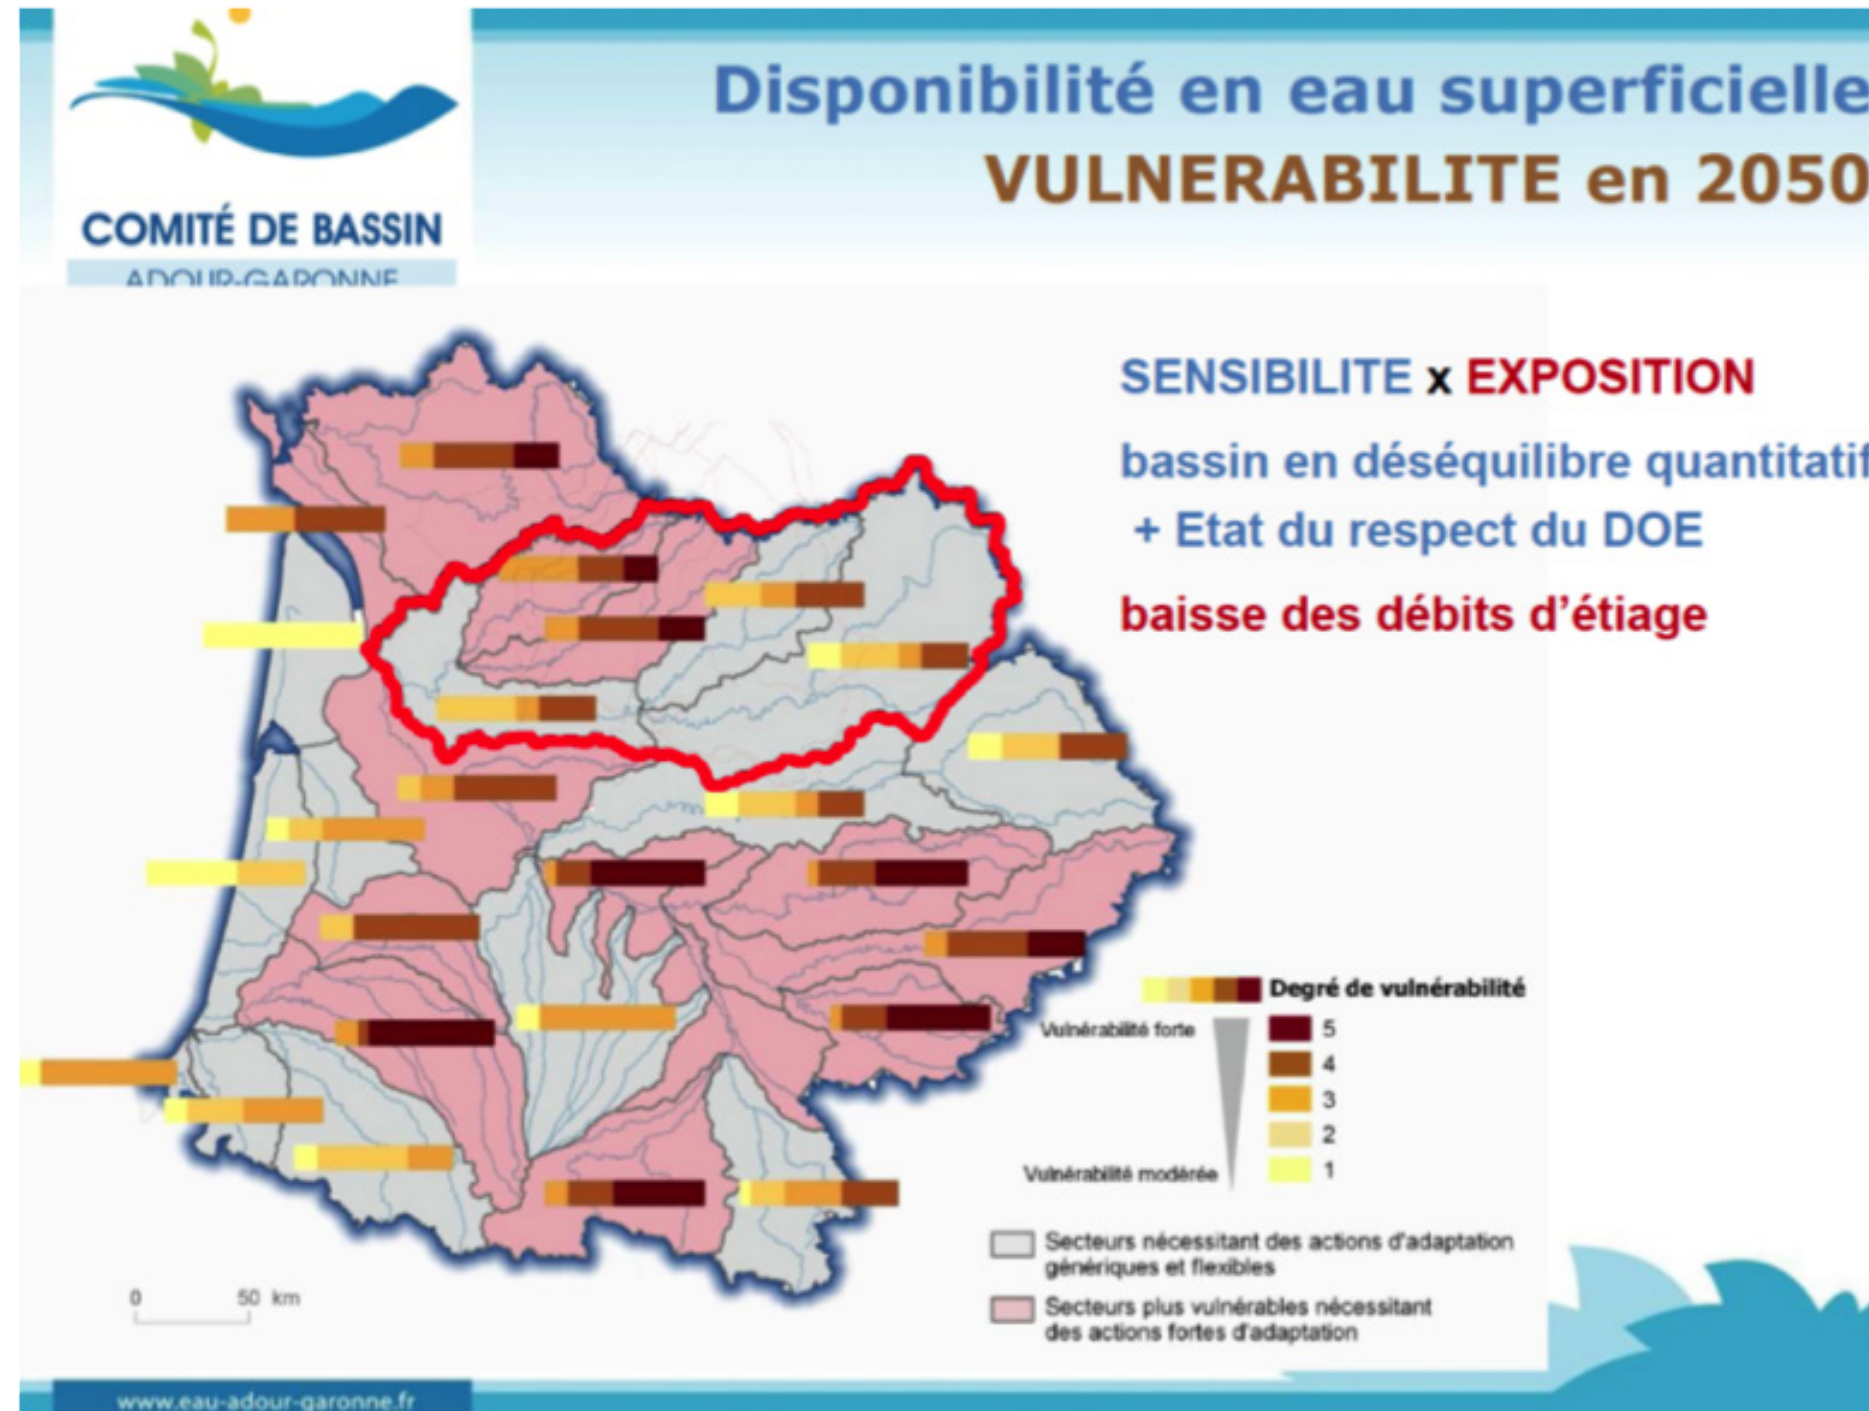 Disponibilité en eau superficielle
VULNERABILITE en 2050
COMITÉ DE BASSIN
ADOUR-GARONNE
SENSIBILITE x EXPOSITION
bassin en déséquilibre quantitatif
+ Etat du respect du DOE
baisse des débits d'étiage
Degré de vulnérabilité
Vulnérabilité forte
5
4
3
2
1
Vulnérabilité modérée
Secteurs nécessitant des actions d'adaptation
génériques et flexibles
Secteurs plus vulnérables nécessitant
des actions fortes d'adaptation
0 50 km
www.eau-adour-garonne.fr